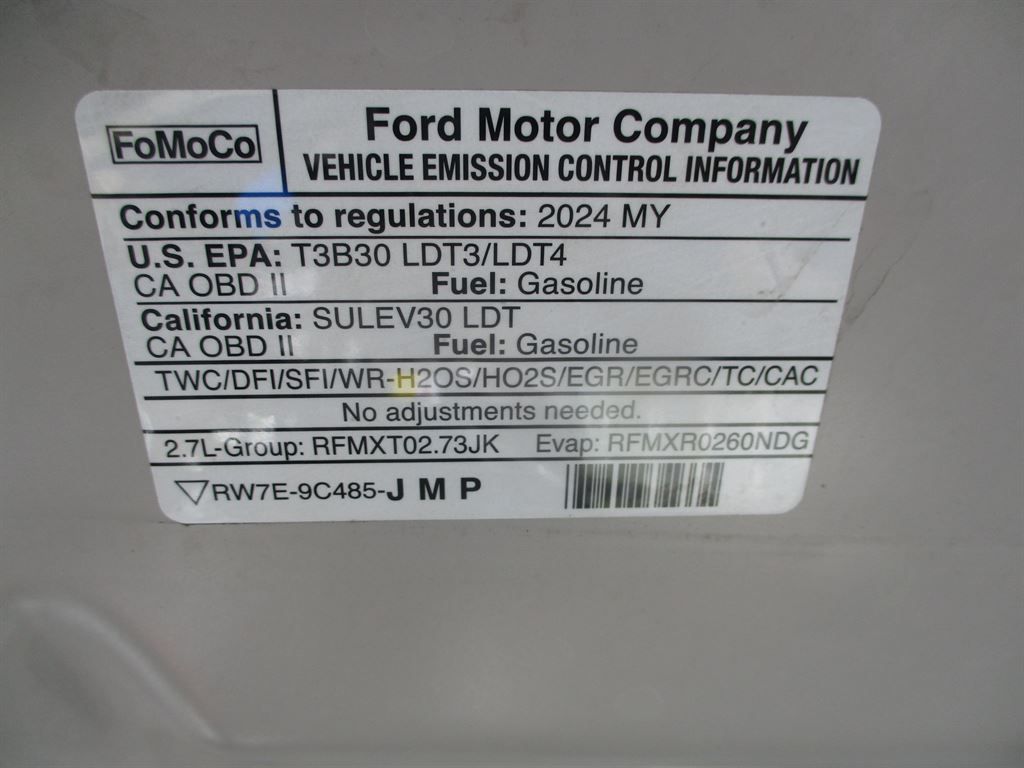 FoMoCo
Ford Motor Company
VEHICLE EMISSION CONTROL INFORMATION
Conforms to regulations: 2024 MY
U.S. EPA: T3B30 LDT3/LDT4
CA OBD II Fuel: Gasoline
California: SULEV30 LDT
CA OBD II Fuel: Gasoline
TWC/DFI/SFI/WR-H2OS/HO2S/EGR/EGRC/TC/CAC
No adjustments needed.
2.7L-Group: RFMXT02.73JK Evap: RFMXR0260NDG
RW7E-9C485-J M P